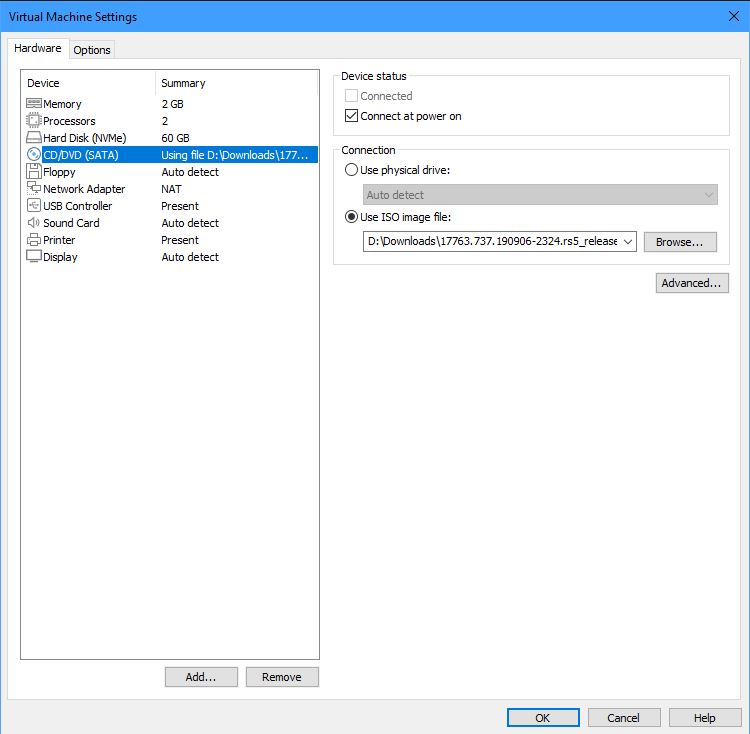 Virtual Machine Settings
Hardware
Options
Device Summary
Memory 2 GB
Processors 2
Hard Disk (NVMe) 60 GB
CD/DVD (SATA) Using file D:\Downloads\177...
Floppy Auto detect
Network Adapter NAT
USB Controller Present
Sound Card Auto detect
Printer Present
Display Auto detect
Add...
Remove
Device status
Connected
Connect at power on
Connection
Use physical drive:
Auto detect
Use ISO image file:
D:\Downloads\17763.737.190906-2324.rs5_release
Browse...
Advanced...
OK
Cancel
Help